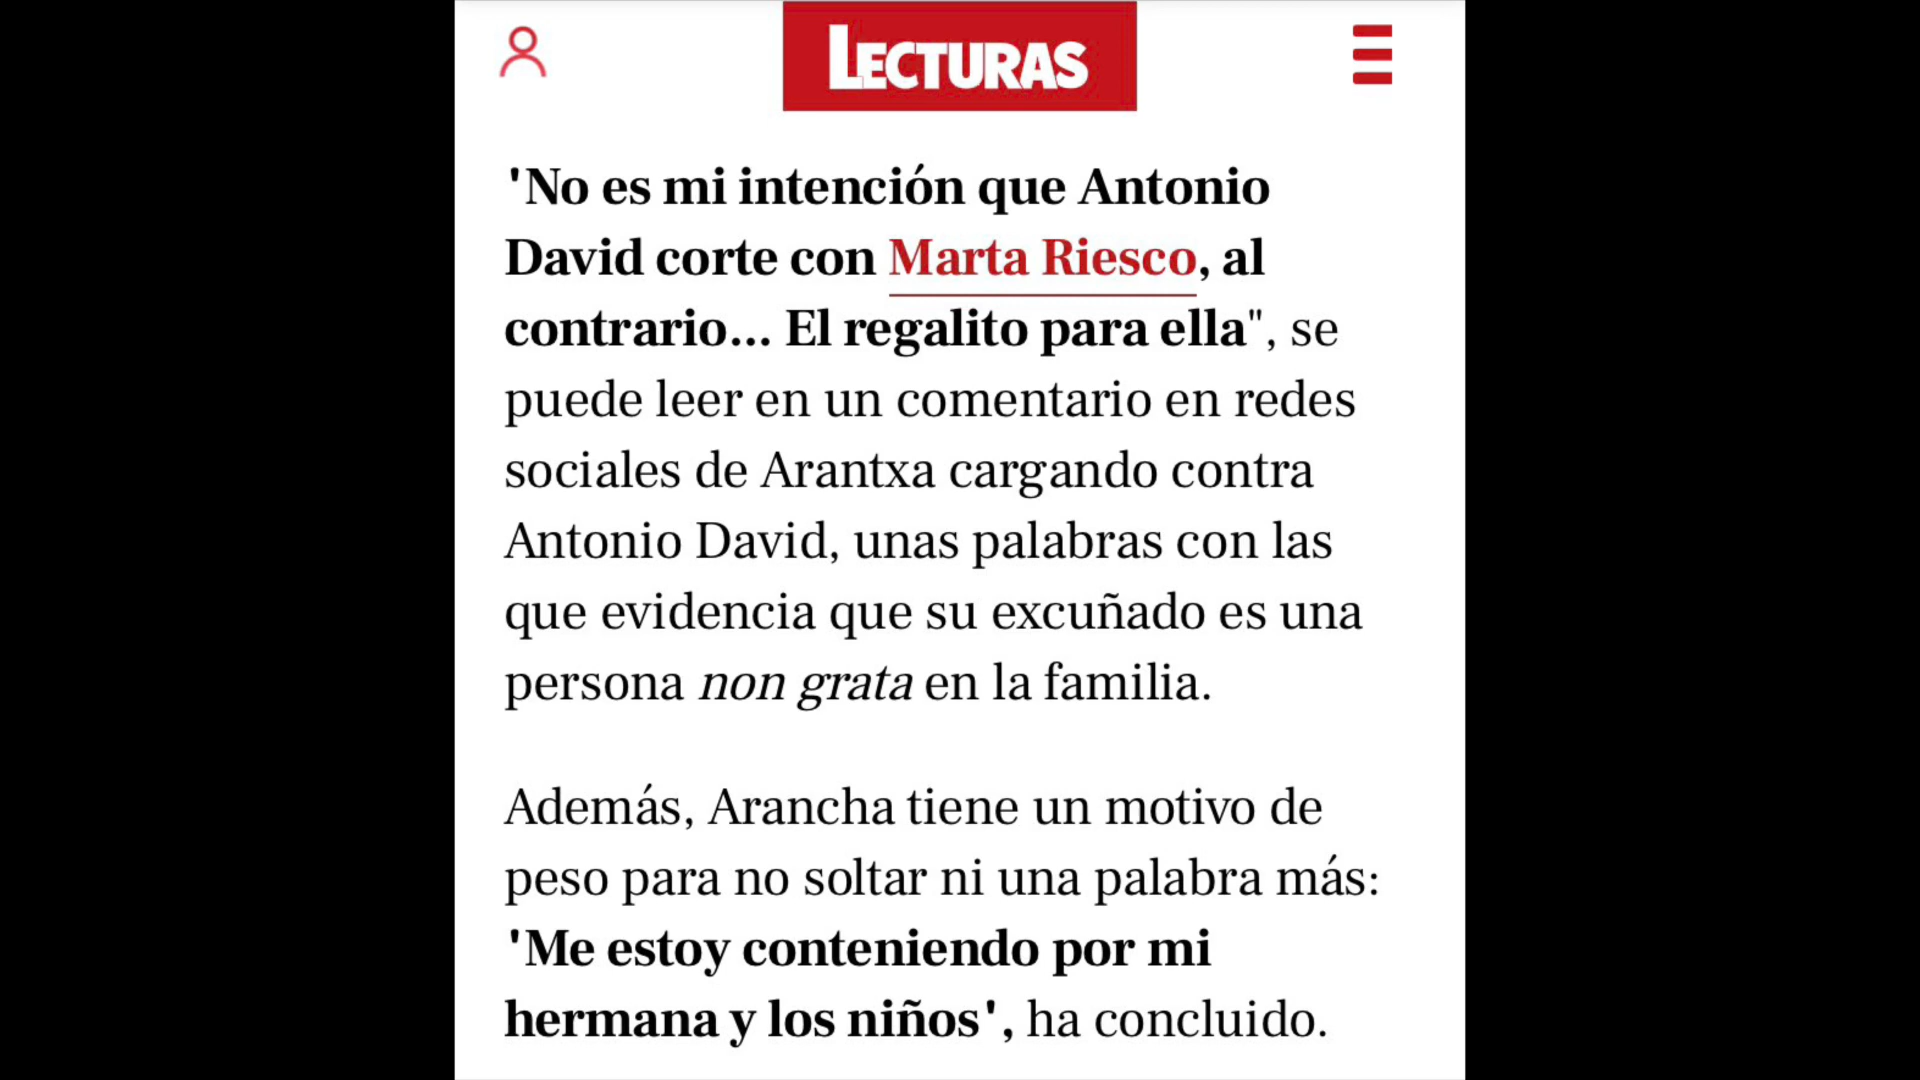 LECTURAS
'No es mi intención que Antonio
David corte con Marta Riesco, al
contrario... El regalito para ella", se
puede leer en un comentario en redes
sociales de Arantxa cargando contra
Antonio David, unas palabras con las
que evidencia que su excuñado es una
persona non grata en la familia.
Además, Arancha tiene un motivo de
peso para no soltar ni una palabra más:
'Me estoy conteniendo por mi
hermana y los niños', ha concluido.